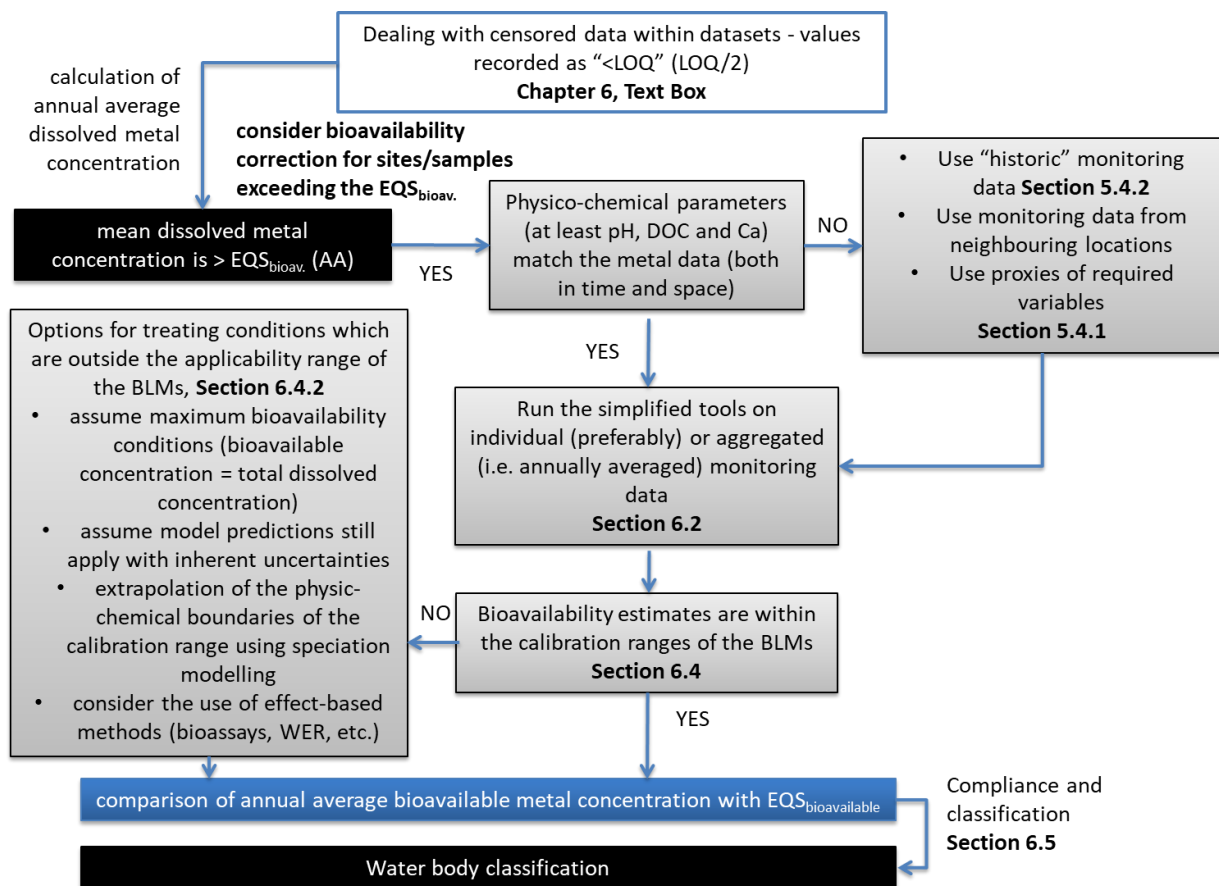 Dealing with censored data within datasets - values
recorded as “<LOQ” (LOQ/2)
Chapter 6, Text Box
calculation of
annual average
dissolved metal
concentration
consider bioavailability
correction for sites/samples
exceeding the EQSbioav.
mean dissolved metal
concentration is > EQSbioav. (AA)
YES
Physico-chemical parameters
(at least pH, DOC and Ca)
match the metal data (both
in time and space)
NO
• Use “historic” monitoring
data Section 5.4.2
• Use monitoring data from
neighbouring locations
• Use proxies of required
variables
Section 5.4.1
YES
Run the simplified tools on
individual (preferably) or aggregated
(i.e. annually averaged) monitoring
data
Section 6.2
Bioavailability estimates are within
the calibration ranges of the BLMs
Section 6.4
NO
Options for treating conditions which
are outside the applicability range of
the BLMs, Section 6.4.2
• assume maximum bioavailability
conditions (bioavailable
concentration = total dissolved
concentration)
• assume model predictions still
apply with inherent uncertainties
• extrapolation of the physic-
chemical boundaries of the
calibration range using speciation
modelling
• consider the use of effect-based
methods (bioassays, WER, etc.)
YES
comparison of annual average bioavailable metal concentration with EQSbioavailable
Compliance and
classification
Section 6.5
Water body classification